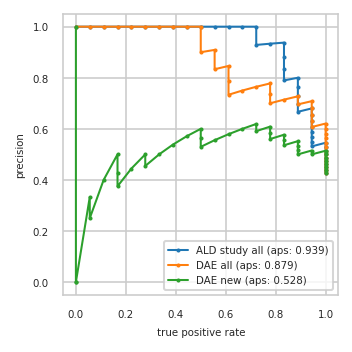 1.0
0.8
0.6
0.4
0.2
0.0
precision
0.0 0.2 0.4 0.6 0.8 1.0
true positive rate
ALD study all (aps: 0.939)
DAE all (aps: 0.879)
DAE new (aps: 0.528)